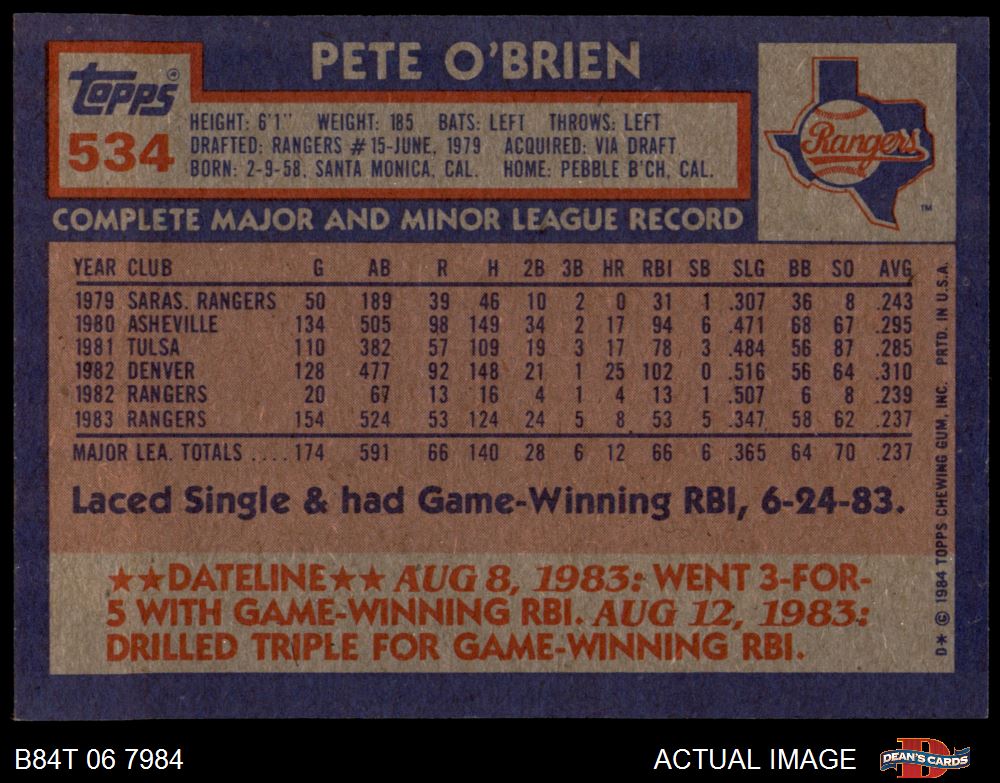 PETE O'BRIEN
Topps
534
HEIGHT: 6'1" WEIGHT: 185 BATS: LEFT THROWS: LEFT
DRAFTED: RANGERS #15-JUNE, 1979 ACQUIRED: VIA DRAFT
BORN: 2-9-58, SANTA MONICA, CAL. HOME: PEBBLE B'CH, CAL.
Rangers
TM
COMPLETE MAJOR AND MINOR LEAGUE RECORD
YEAR CLUB G AB R H 2B 3B HR RBI SB SLG BB SO AVG
1979 SARAS. RANGERS 50 189 39 46 10 2 0 31 1 .307 36 8 .243
1980 ASHEVILLE 134 505 98 149 34 2 17 94 6 .471 68 67 .295
1981 TULSA 110 382 57 109 19 3 17 78 3 .484 56 87 .285
1982 DENVER 128 477 92 148 21 1 25 102 0 .516 56 64 .310
1982 RANGERS 20 67 13 16 4 1 4 13 1 .507 6 8 .239
1983 RANGERS 154 524 53 124 24 5 8 53 5 .347 58 62 .237
MAJOR LEA. TOTALS ....174 591 66 140 28 6 12 66 6 .365 64 70 .237
Laced Single & had Game-Winning RBI, 6-24-83.
★★DATELINE★★ AUG 8, 1983: WENT 3-FOR-
5 WITH GAME-WINNING RBI. AUG 12, 1983:
DRILLED TRIPLE FOR GAME-WINNING RBI.
D* © 1984 TOPPS CHEWING GUM, INC. PRTD. IN U.S.A.
B84T 06 7984
ACTUAL IMAGE
DEAN'S CARDS